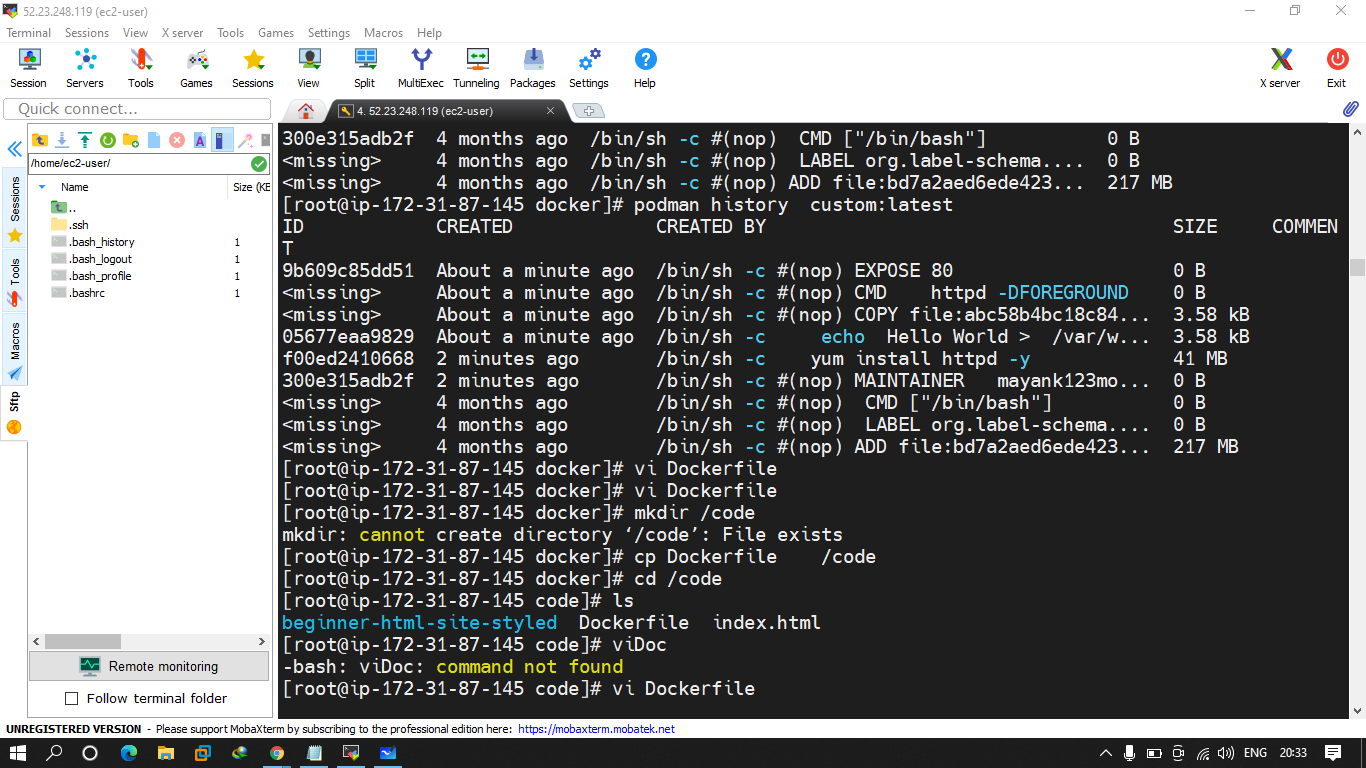 52.23.248.119 (ec2-user)
Terminal Sessions View X server Tools Games Settings Macros Help
Session Servers Tools Games Sessions View Split MultiExec Tunneling Packages Settings Help X server Exit
Quick connect...
4. 52.23.248.119 (ec2-user)
/home/ec2-user/
Name Size (KB
..
.ssh
.bash_history 1
.bash_logout 1
.bash_profile 1
.bashrc 1
Sessions
Tools
Macros
Sftp
Remote monitoring
Follow terminal folder
300e315adb2f 4 months ago /bin/sh -c #(nop) CMD ["/bin/bash"] 0 B
<missing> 4 months ago /bin/sh -c #(nop) LABEL org.label-schema.... 0 B
<missing> 4 months ago /bin/sh -c #(nop) ADD file:bd7a2aed6ede423... 217 MB
[root@ip-172-31-87-145 docker]# podman history custom:latest
ID CREATED CREATED BY SIZE COMMEN
T
9b609c85dd51 About a minute ago /bin/sh -c #(nop) EXPOSE 80 0 B
<missing> About a minute ago /bin/sh -c #(nop) CMD httpd -DFOREGROUND 0 B
<missing> About a minute ago /bin/sh -c #(nop) COPY file:abc58b4bc18c84... 3.58 kB
05677eaa9829 About a minute ago /bin/sh -c echo Hello World > /var/w... 3.58 kB
f00ed2410668 2 minutes ago /bin/sh -c yum install httpd -y 41 MB
300e315adb2f 2 minutes ago /bin/sh -c #(nop) MAINTAINER mayank123mo... 0 B
<missing> 4 months ago /bin/sh -c #(nop) CMD ["/bin/bash"] 0 B
<missing> 4 months ago /bin/sh -c #(nop) LABEL org.label-schema.... 0 B
<missing> 4 months ago /bin/sh -c #(nop) ADD file:bd7a2aed6ede423... 217 MB
[root@ip-172-31-87-145 docker]# vi Dockerfile
[root@ip-172-31-87-145 docker]# vi Dockerfile
[root@ip-172-31-87-145 docker]# mkdir /code
mkdir: cannot create directory ‘/code’: File exists
[root@ip-172-31-87-145 docker]# cp Dockerfile /code
[root@ip-172-31-87-145 docker]# cd /code
[root@ip-172-31-87-145 code]# ls
beginner-html-site-styled Dockerfile index.html
[root@ip-172-31-87-145 code]# viDoc
-bash: viDoc: command not found
[root@ip-172-31-87-145 code]# vi Dockerfile
UNREGISTERED VERSION - Please support MobaXterm by subscribing to the professional edition here: https://mobaxterm.mobatek.net
ENG 20:33